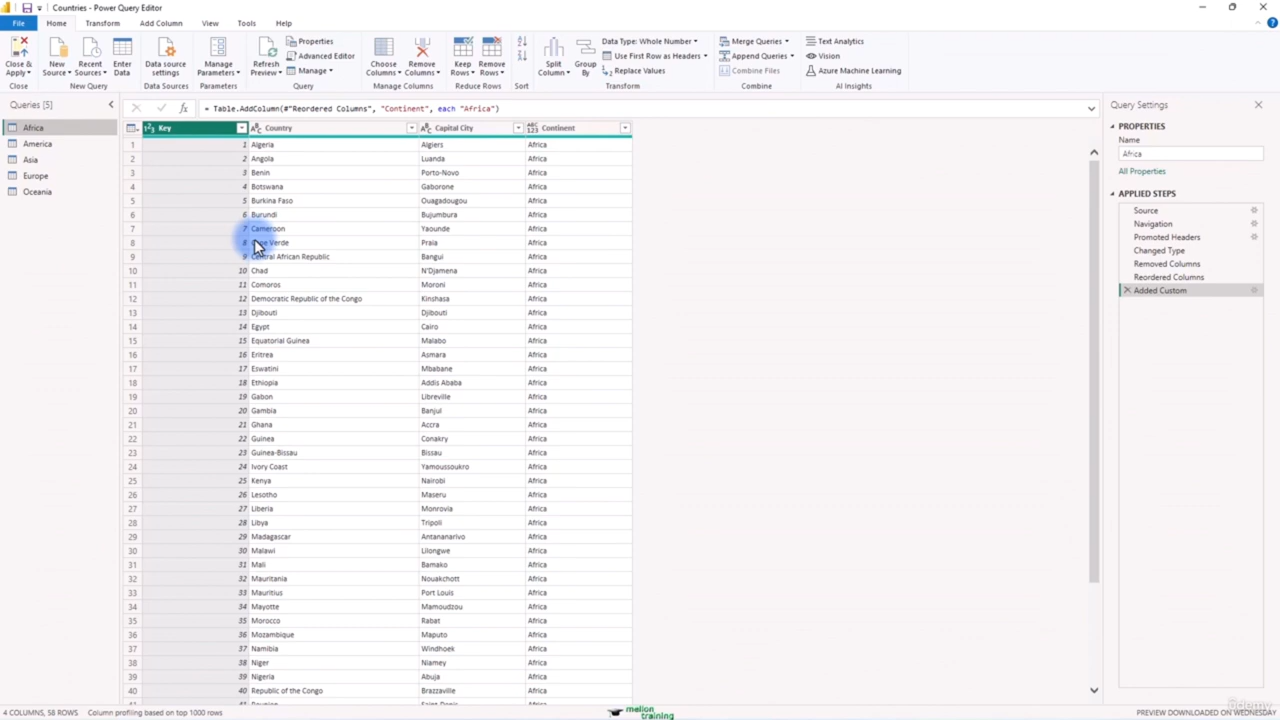 Countries - Power Query Editor
File Home Transform Add Column View Tools Help
Close & Apply New Source Recent Sources Enter Data Data source settings Manage Parameters Refresh Preview Properties Advanced Editor Manage Choose Columns Remove Columns Keep Rows Remove Rows Split Column Group By Data Type: Whole Number Use First Row as Headers Replace Values Merge Queries Append Queries Combine Files Text Analytics Vision Azure Machine Learning
Close New Query Data Sources Parameters Query Manage Columns Reduce Rows Sort Transform Combine AI Insights
Queries [5]
Africa
America
Asia
Europe
Oceania
fx = Table.AddColumn(#"Reordered Columns", "Continent", each "Africa")
Key Country Capital City Continent
1 1 Algeria Algiers Africa
2 2 Angola Luanda Africa
3 3 Benin Porto-Novo Africa
4 4 Botswana Gaborone Africa
5 5 Burkina Faso Ouagadougou Africa
6 6 Burundi Bujumbura Africa
7 7 Cameroon Yaounde Africa
8 8 Cape Verde Praia Africa
9 9 Central African Republic Bangui Africa
10 10 Chad N'Djamena Africa
11 11 Comoros Moroni Africa
12 12 Democratic Republic of the Congo Kinshasa Africa
13 13 Djibouti Djibouti Africa
14 14 Egypt Cairo Africa
15 15 Equatorial Guinea Malabo Africa
16 16 Eritrea Asmara Africa
17 17 Eswatini Mbabane Africa
18 18 Ethiopia Addis Ababa Africa
19 19 Gabon Libreville Africa
20 20 Gambia Banjul Africa
21 21 Ghana Accra Africa
22 22 Guinea Conakry Africa
23 23 Guinea-Bissau Bissau Africa
24 24 Ivory Coast Yamoussoukro Africa
25 25 Kenya Nairobi Africa
26 26 Lesotho Maseru Africa
27 27 Liberia Monrovia Africa
28 28 Libya Tripoli Africa
29 29 Madagascar Antananarivo Africa
30 30 Malawi Lilongwe Africa
31 31 Mali Bamako Africa
32 32 Mauritania Nouakchott Africa
33 33 Mauritius Port Louis Africa
34 34 Mayotte Mamoudzou Africa
35 35 Morocco Rabat Africa
36 36 Mozambique Maputo Africa
37 37 Namibia Windhoek Africa
38 38 Niger Niamey Africa
39 39 Nigeria Abuja Africa
40 40 Republic of the Congo Brazzaville Africa
Query Settings
PROPERTIES
Name
Africa
All Properties
APPLIED STEPS
Source
Navigation
Promoted Headers
Changed Type
Removed Columns
Reordered Columns
Added Custom
4 COLUMNS, 58 ROWS Column profiling based on top 1000 rows
melion
training
PREVIEW DOWNLOADED ON WEDNESDAY